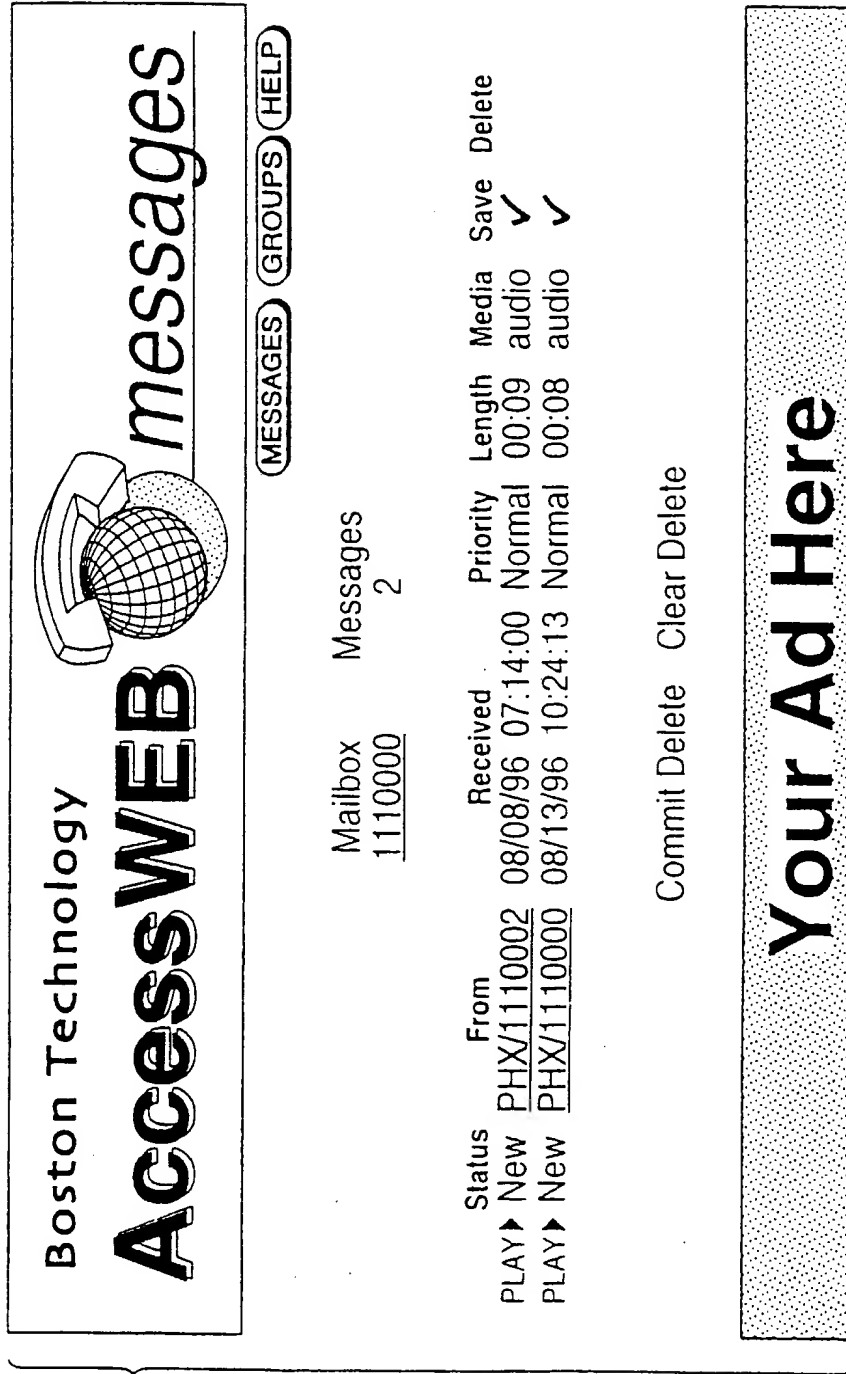 Boston Technology
AccessWEB messages
MESSAGES GROUPS HELP
Mailbox Messages
1110000 2
Status From Received Priority Length Media Save Delete
PLAY▶ New PHX/1110002 08/08/96 07:14:00 Normal 00:09 audio ✓
PLAY▶ New PHX/1110000 08/13/96 10:24:13 Normal 00:08 audio ✓
Commit Delete Clear Delete
Your Ad Here